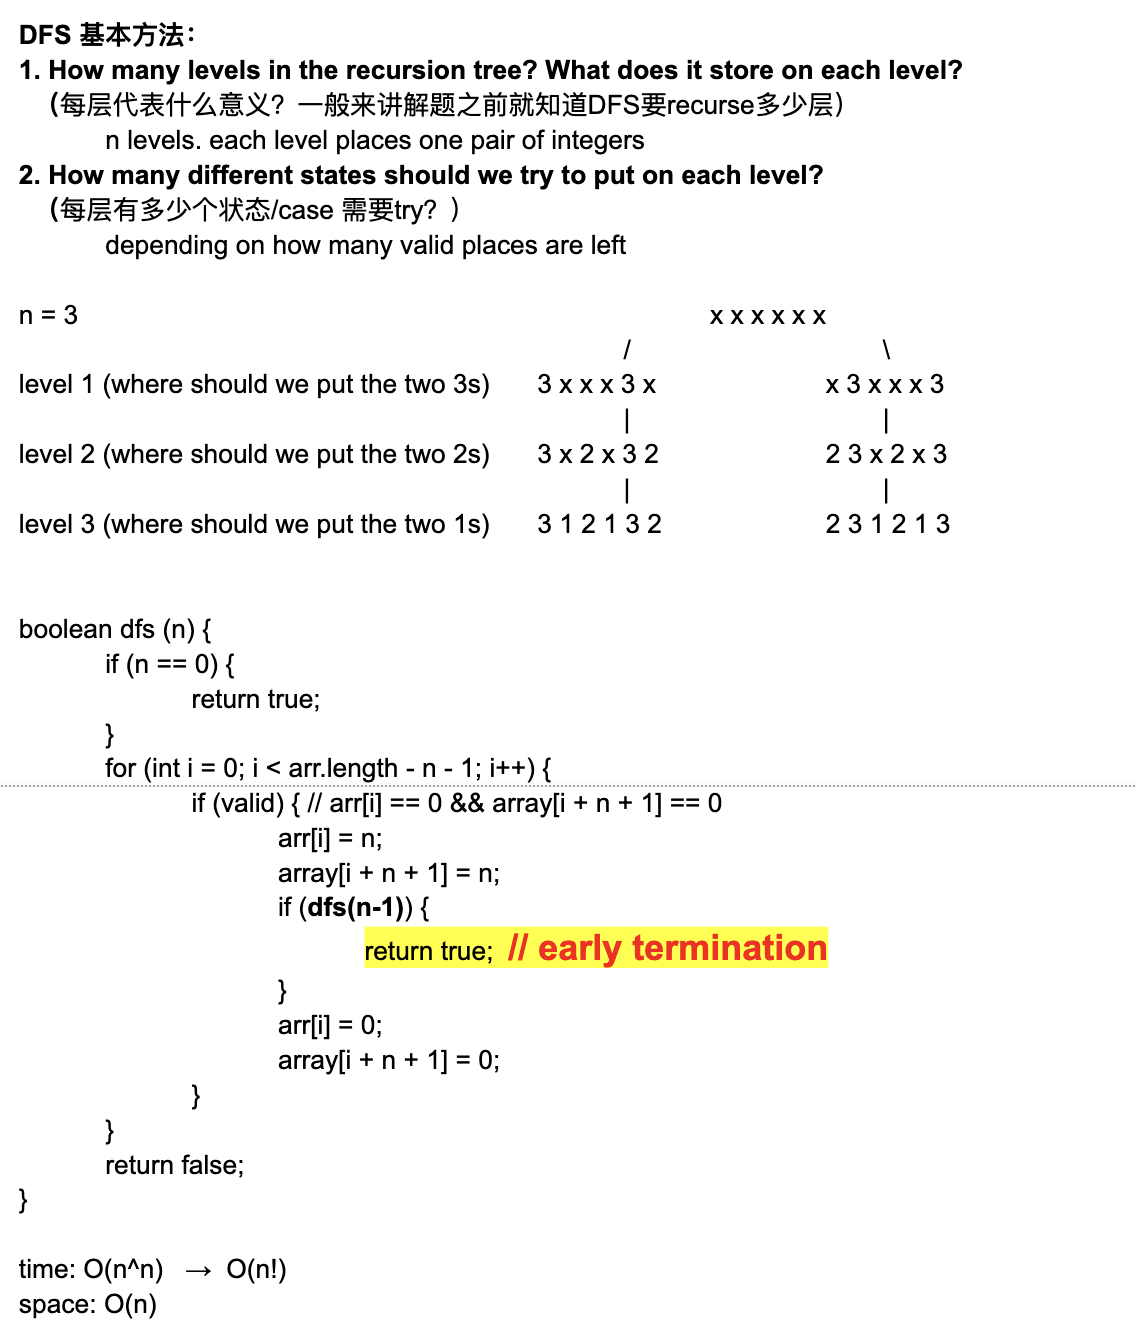 DFS 基本方法：
1. How many levels in the recursion tree? What does it store on each level?
（每层代表什么意义？一般来讲解题之前就知道DFS要recurse多少层）
n levels. each level places one pair of integers
2. How many different states should we try to put on each level?
（每层有多少个状态/case 需要try？）
depending on how many valid places are left
n = 3 x x x x x x
/ \
level 1 (where should we put the two 3s) 3 x x x 3 x x 3 x x x 3
| |
level 2 (where should we put the two 2s) 3 x 2 x 3 2 2 3 x 2 x 3
| |
level 3 (where should we put the two 1s) 3 1 2 1 3 2 2 3 1 2 1 3
boolean dfs (n) {
if (n == 0) {
return true;
}
for (int i = 0; i < arr.length - n - 1; i++) {
if (valid) { // arr[i] == 0 && array[i + n + 1] == 0
arr[i] = n;
array[i + n + 1] = n;
if (dfs(n-1)) {
return true; // early termination
}
arr[i] = 0;
array[i + n + 1] = 0;
}
}
return false;
}
time: O(n^n) → O(n!)
space: O(n)